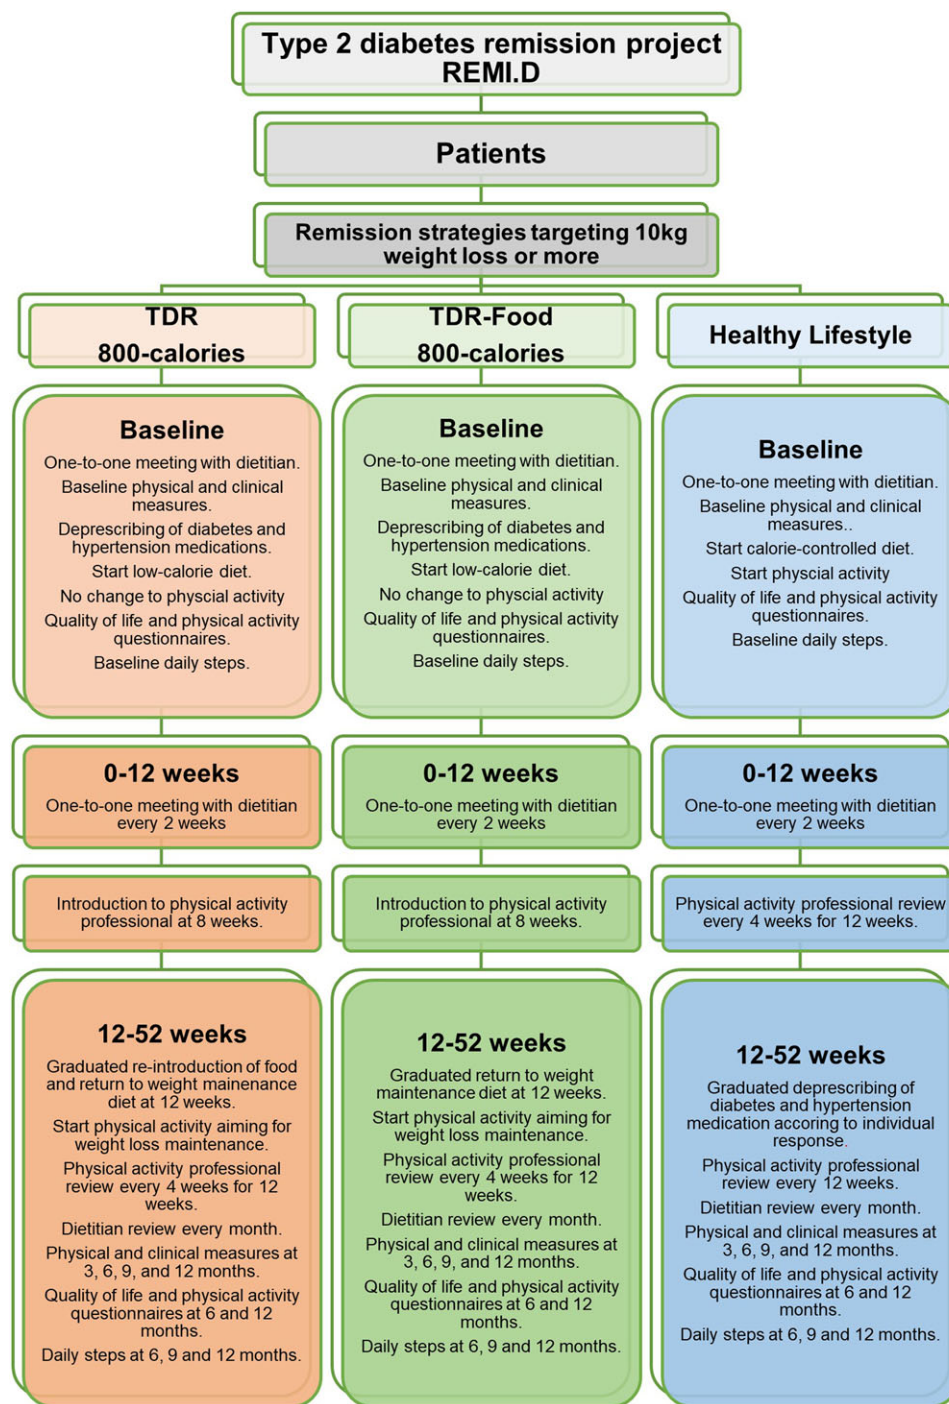 Type 2 diabetes remission project
REMI.D
Patients
Remission strategies targeting 10kg
weight loss or more
TDR
800-calories
Baseline
One-to-one meeting with dietitian.
Baseline physical and clinical
measures.
Deprescribing of diabetes and
hypertension medications.
Start low-calorie diet.
No change to physcial activity
Quality of life and physical activity
questionnaires.
Baseline daily steps.
0-12 weeks
One-to-one meeting with dietitian
every 2 weeks
Introduction to physical activity
professional at 8 weeks.
12-52 weeks
Graduated re-introduction of food
and return to weight mainenance
diet at 12 weeks.
Start physical activity aiming for
weight loss maintenance.
Physical activity professional
review every 4 weeks for 12
weeks.
Dietitian review every month.
Physical and clinical measures at
3, 6, 9, and 12 months.
Quality of life and physical activity
questionnaires at 6 and 12
months.
Daily steps at 6, 9 and 12 months.
TDR-Food
800-calories
Baseline
One-to-one meeting with dietitian.
Baseline physical and clinical
measures.
Deprescribing of diabetes and
hypertension medications.
Start low-calorie diet.
No change to physcial activity
Quality of life and physical activity
questionnaires.
Baseline daily steps.
0-12 weeks
One-to-one meeting with dietitian
every 2 weeks
Introduction to physical activity
professional at 8 weeks.
12-52 weeks
Graduated return to weight
maintenance diet at 12 weeks.
Start physical activity aiming for
weight loss maintenance.
Physical activity professional
review every 4 weeks for 12
weeks.
Dietitian review every month.
Physical and clinical measures at
3, 6, 9, and 12 months.
Quality of life and physical activity
questionnaires at 6 and 12
months.
Daily steps at 6, 9 and 12 months.
Healthy Lifestyle
Baseline
One-to-one meeting with dietitian.
Baseline physical and clinical
measures..
Start calorie-controlled diet.
Start physcial activity
Quality of life and physical activity
questionnaires.
Baseline daily steps.
0-12 weeks
One-to-one meeting with dietitian
every 2 weeks
Physical activity professional review
every 4 weeks for 12 weeks.
12-52 weeks
Graduated deprescribing of
diabetes and hypertension
medication accoring to individual
response.
Physical activity professional
review every 12 weeks.
Dietitian review every month.
Physical and clinical measures at
3, 6, 9, and 12 months.
Quality of life and physical activity
questionnaires at 6 and 12
months.
Daily steps at 6, 9 and 12 months.